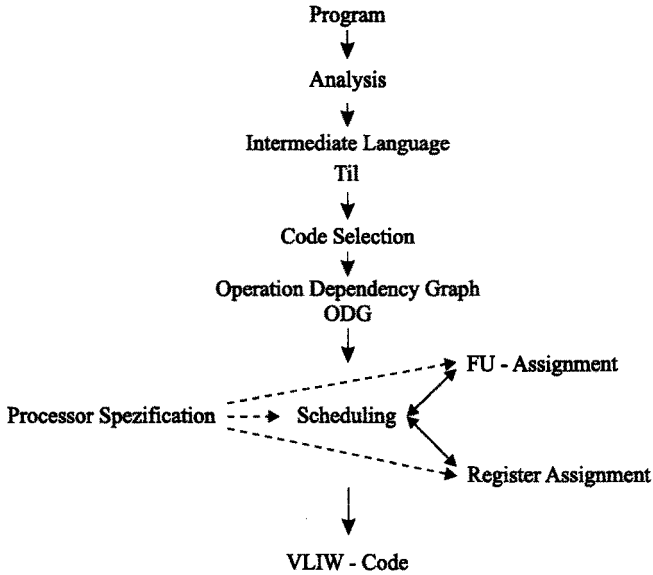 Program
Analysis
Intermediate Language
Til
Code Selection
Operation Dependency Graph
ODG
FU - Assignment
Processor Spezification
Scheduling
Register Assignment
VLIW - Code